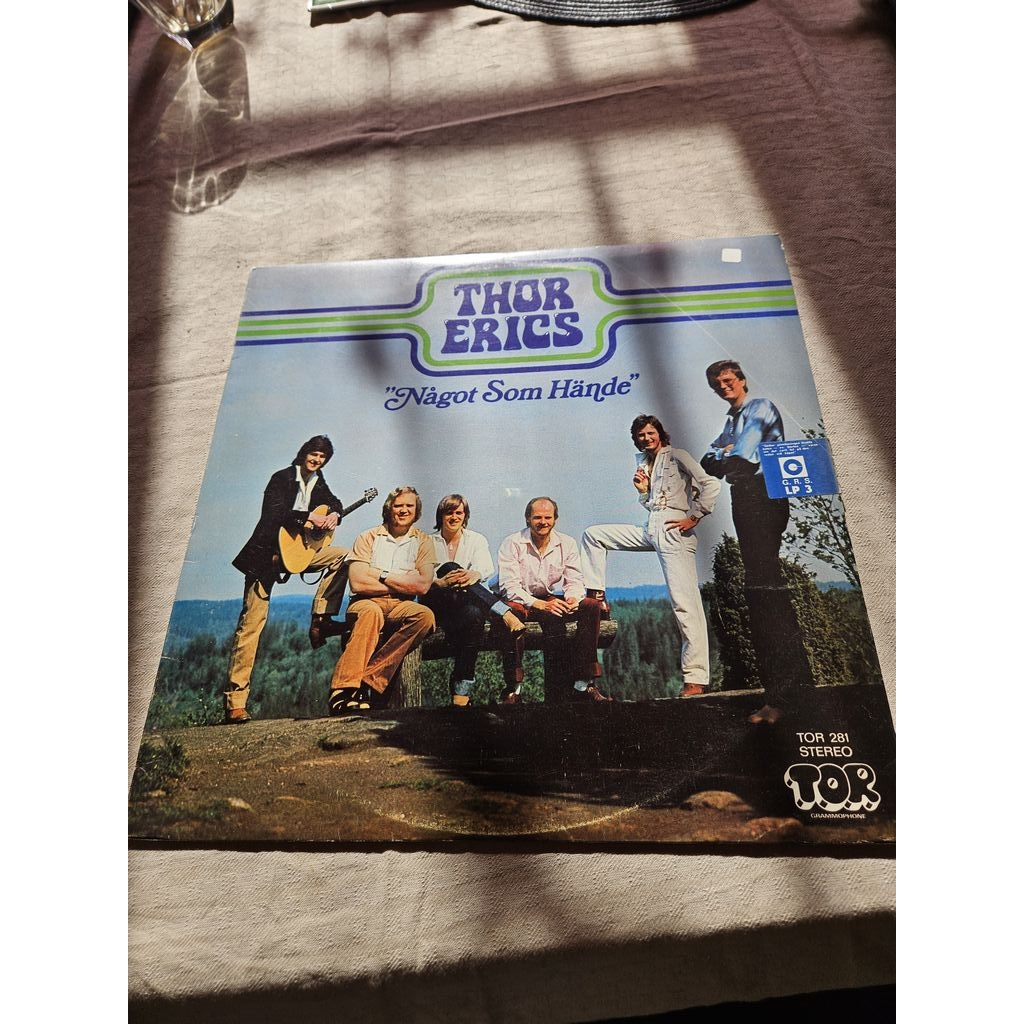 THOR
ERICS
”Något Som Hände”
G. R. S.
LP 3
TOR 281
STEREO
TOR
GRAMMOPHONE